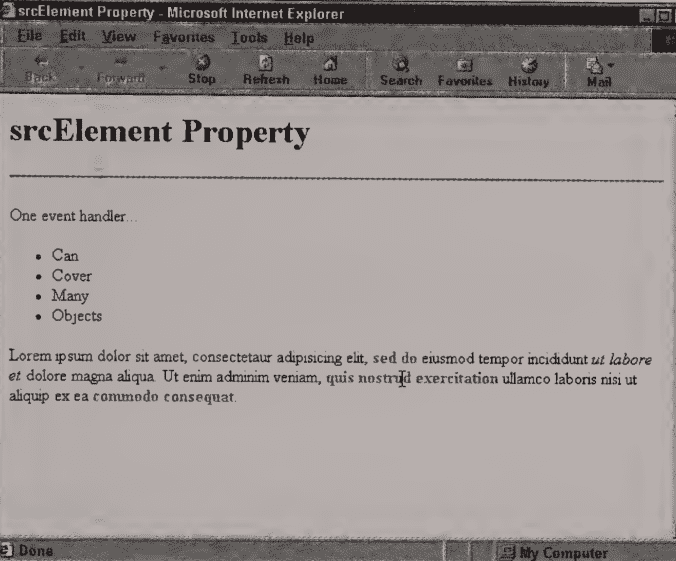 srcElement Property - Microsoft Internet Explorer
File Edit View Favorites Tools Help
Back Forward Stop Refresh Home Search Favorites History Mail
srcElement Property
One event handler...
• Can
• Cover
• Many
• Objects
Lorem ipsum dolor sit amet, consectetaur adipisicing elit, sed do eiusmod tempor incididunt ut labore
et dolore magna aliqua. Ut enim adminim veniam, quis nostrud exercitation ullamco laboris nisi ut
aliquip ex ea commodo consequat.
Done My Computer